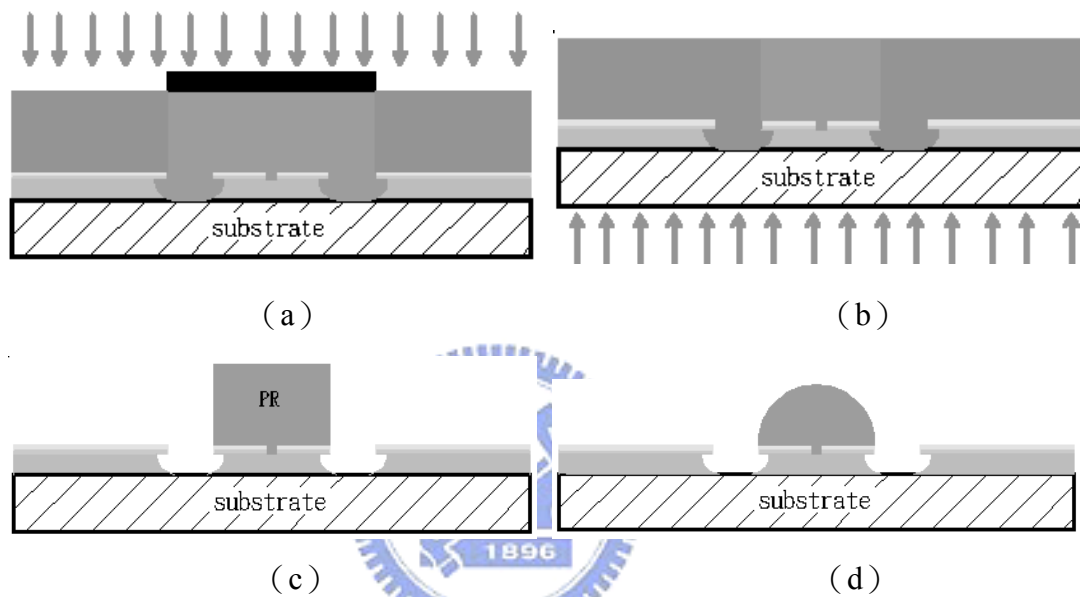 substrate
substrate
（a）
（b）
PR
substrate
substrate
1896
（c）
（d）